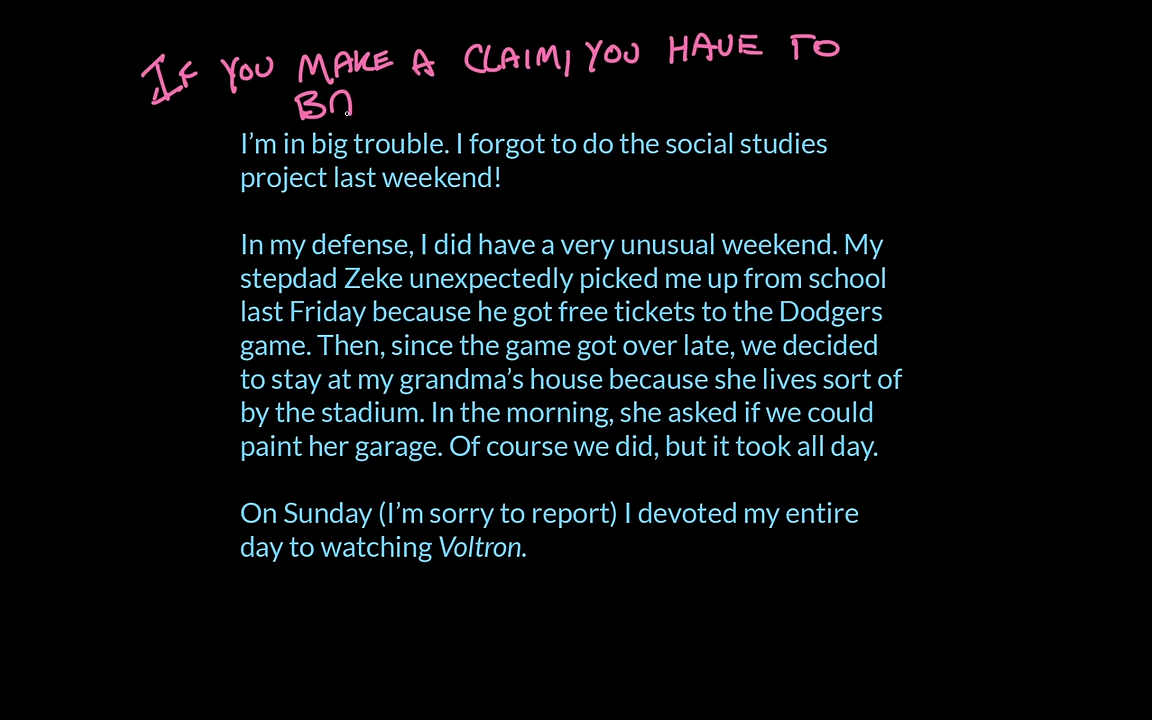 IF YOU MAKE A CLAIM, YOU HAVE TO
I’m in big trouble. I forgot to do the social studies
project last weekend!
In my defense, I did have a very unusual weekend. My
stepdad Zeke unexpectedly picked me up from school
last Friday because he got free tickets to the Dodgers
game. Then, since the game got over late, we decided
to stay at my grandma’s house because she lives sort of
by the stadium. In the morning, she asked if we could
paint her garage. Of course we did, but it took all day.
On Sunday (I’m sorry to report) I devoted my entire
day to watching Voltron.